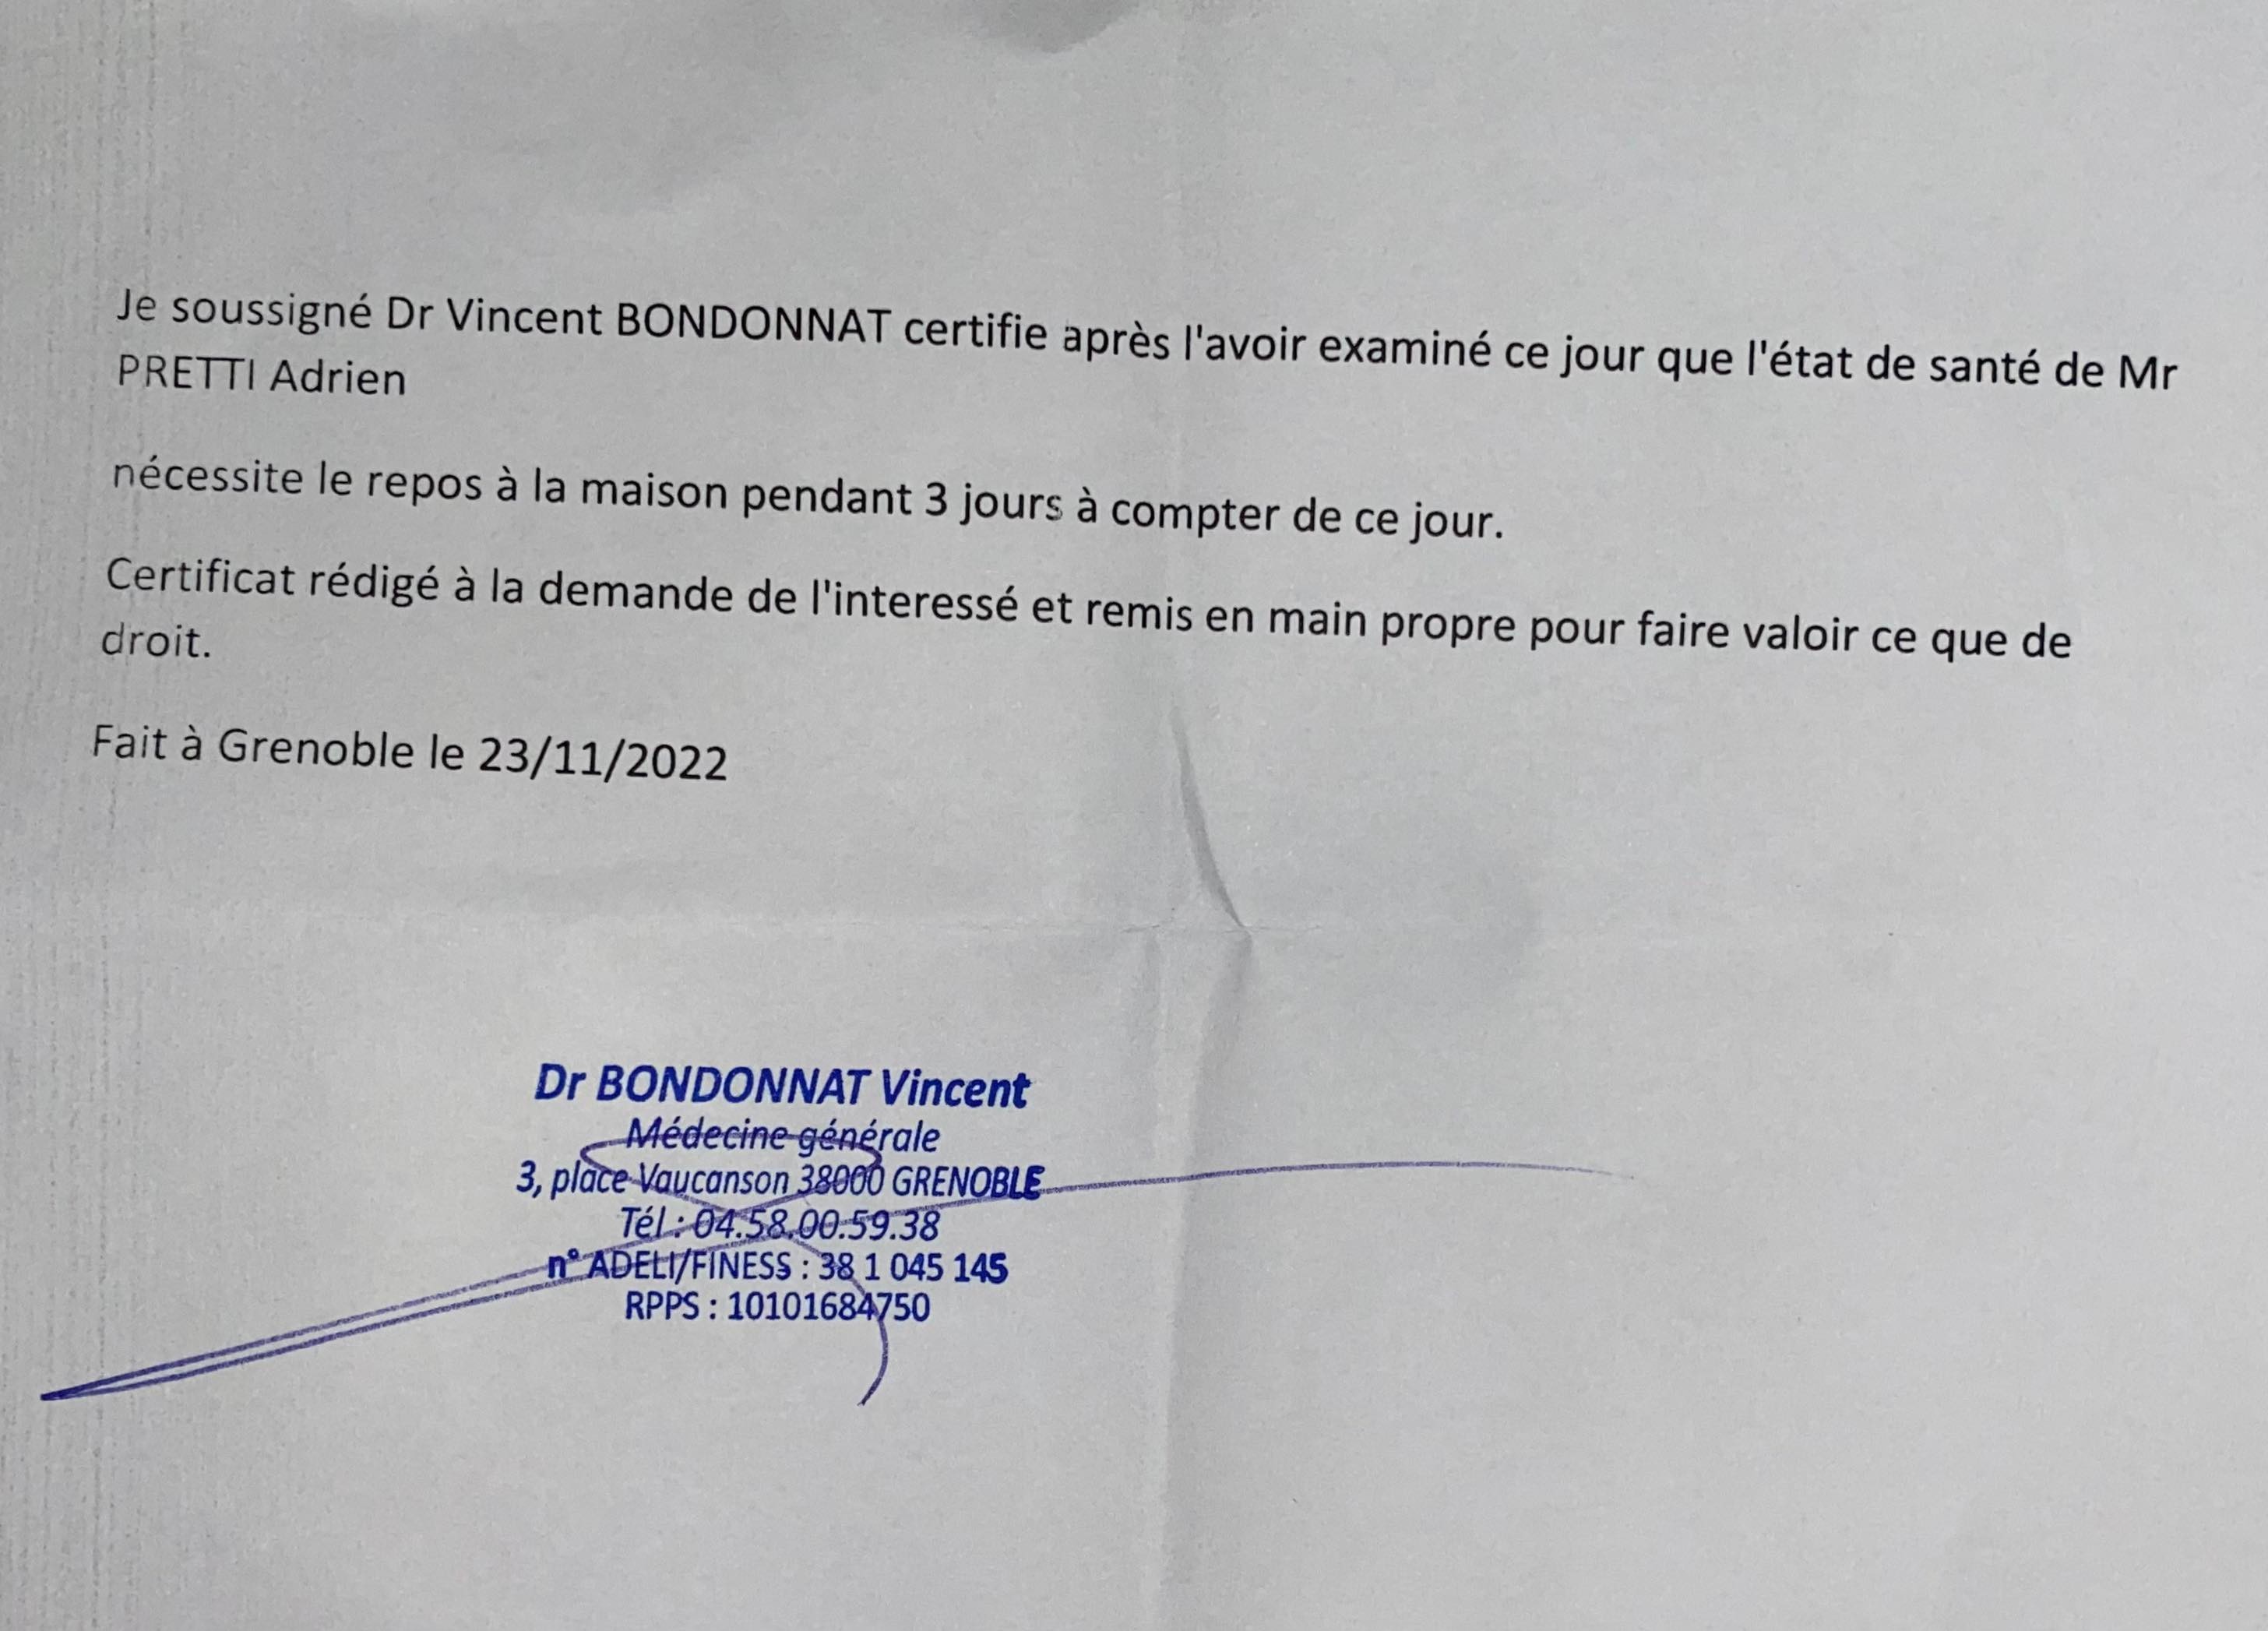 Je soussigné Dr Vincent BONDONNAT certifie après l'avoir examiné ce jour que l'état de santé de Mr
PRETTI Adrien
nécessite le repos à la maison pendant 3 jours à compter de ce jour.
Certificat rédigé à la demande de l'interessé et remis en main propre pour faire valoir ce que de
droit.
Fait à Grenoble le 23/11/2022
Dr BONDONNAT Vincent
Médecine générale
3, place Vaucanson 38000 GRENOBLE
Tél : 04.58.00.59.38
n° ADELI/FINESS : 38 1 045 145
RPPS : 10101684750